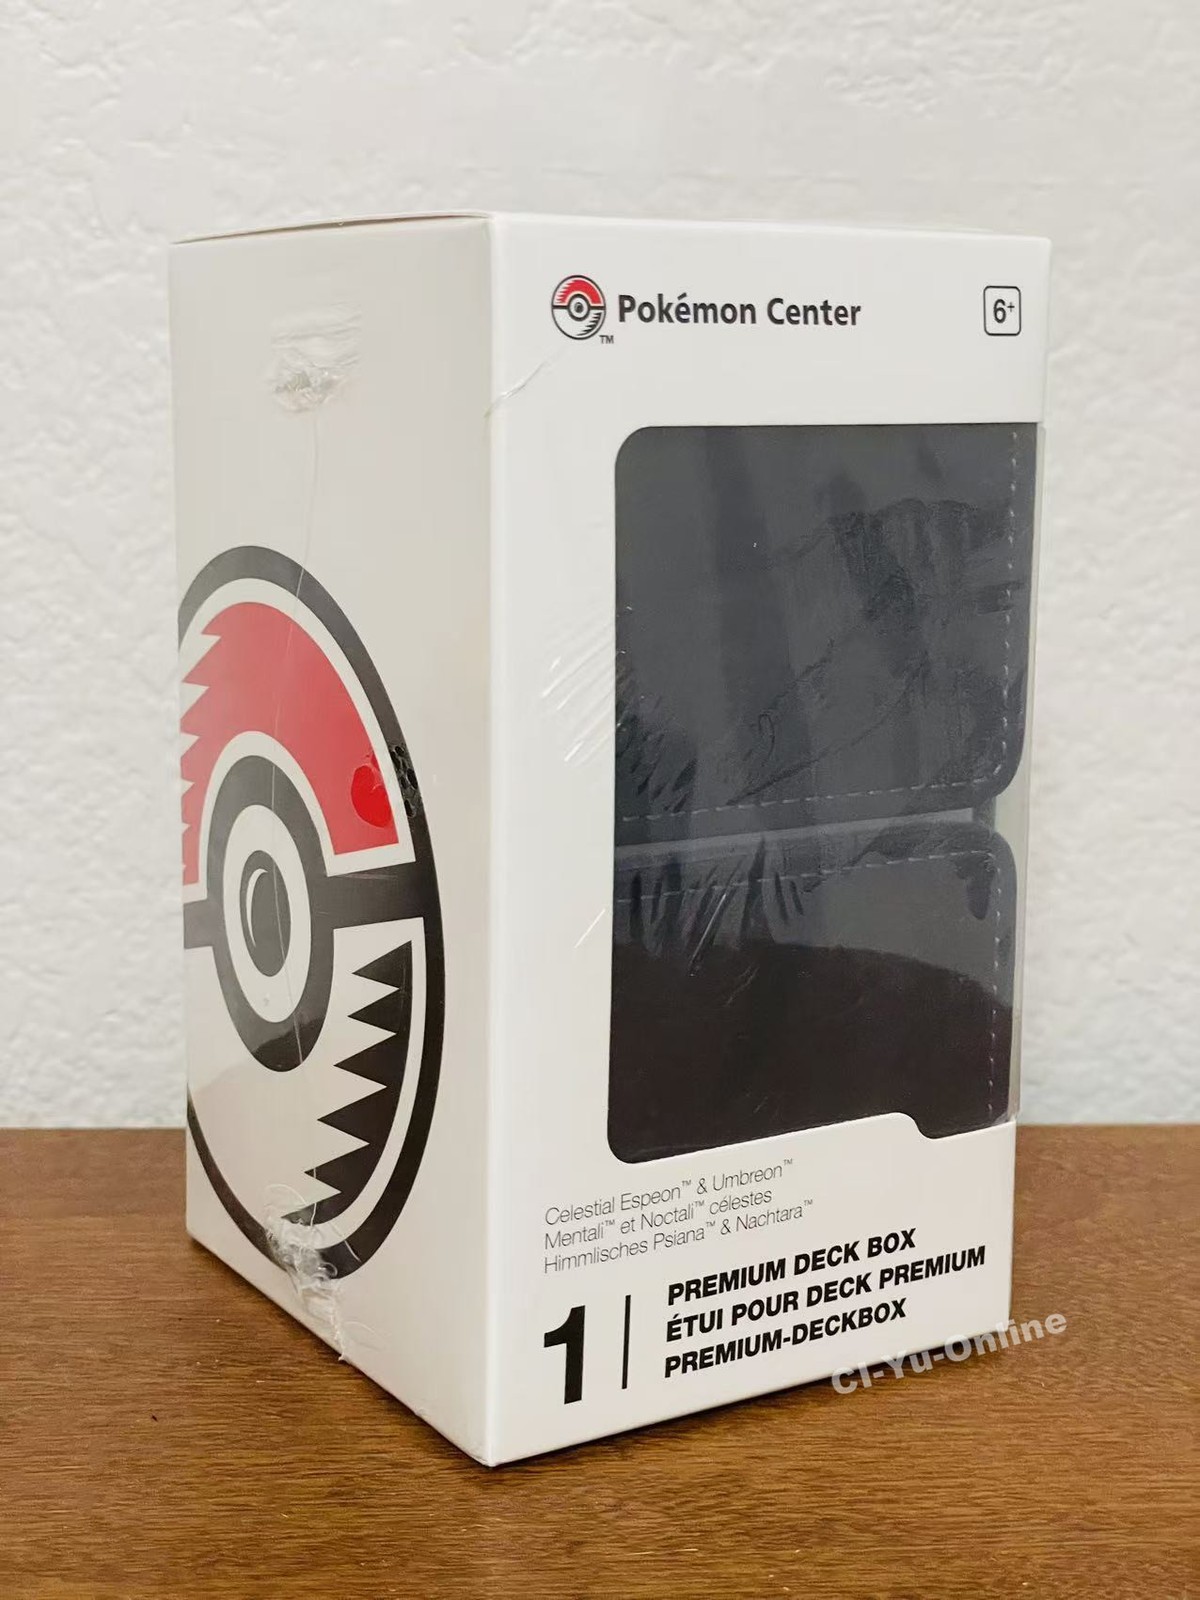 Pokémon Center
TM
6+
Celestial Espeon™ & Umbreon™
Mentali™ et Noctali™ célestes
Himmlisches Psiana™ & Nachtara™
1
PREMIUM DECK BOX
ÉTUI POUR DECK PREMIUM
PREMIUM-DECKBOX
CI-Yu-Online